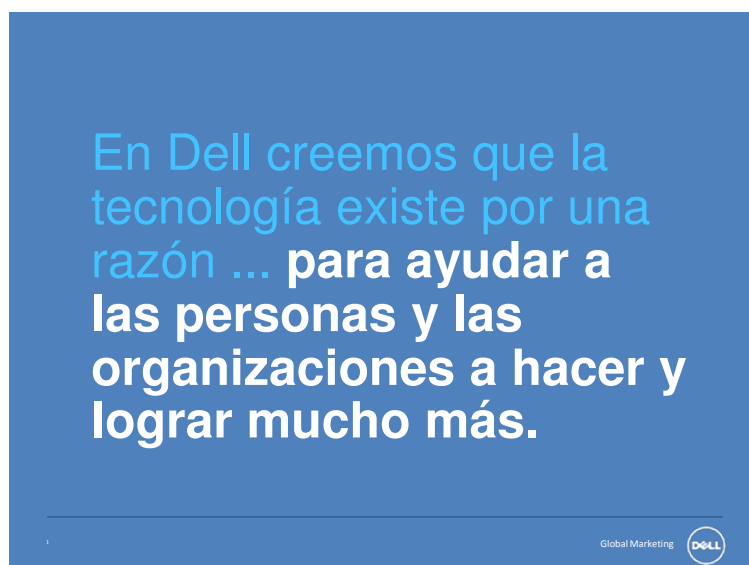 En Dell creemos que la
tecnología existe por una
razón ... para ayudar a
las personas y las
organizaciones a hacer y
lograr mucho más.
1
Global Marketing
DELL